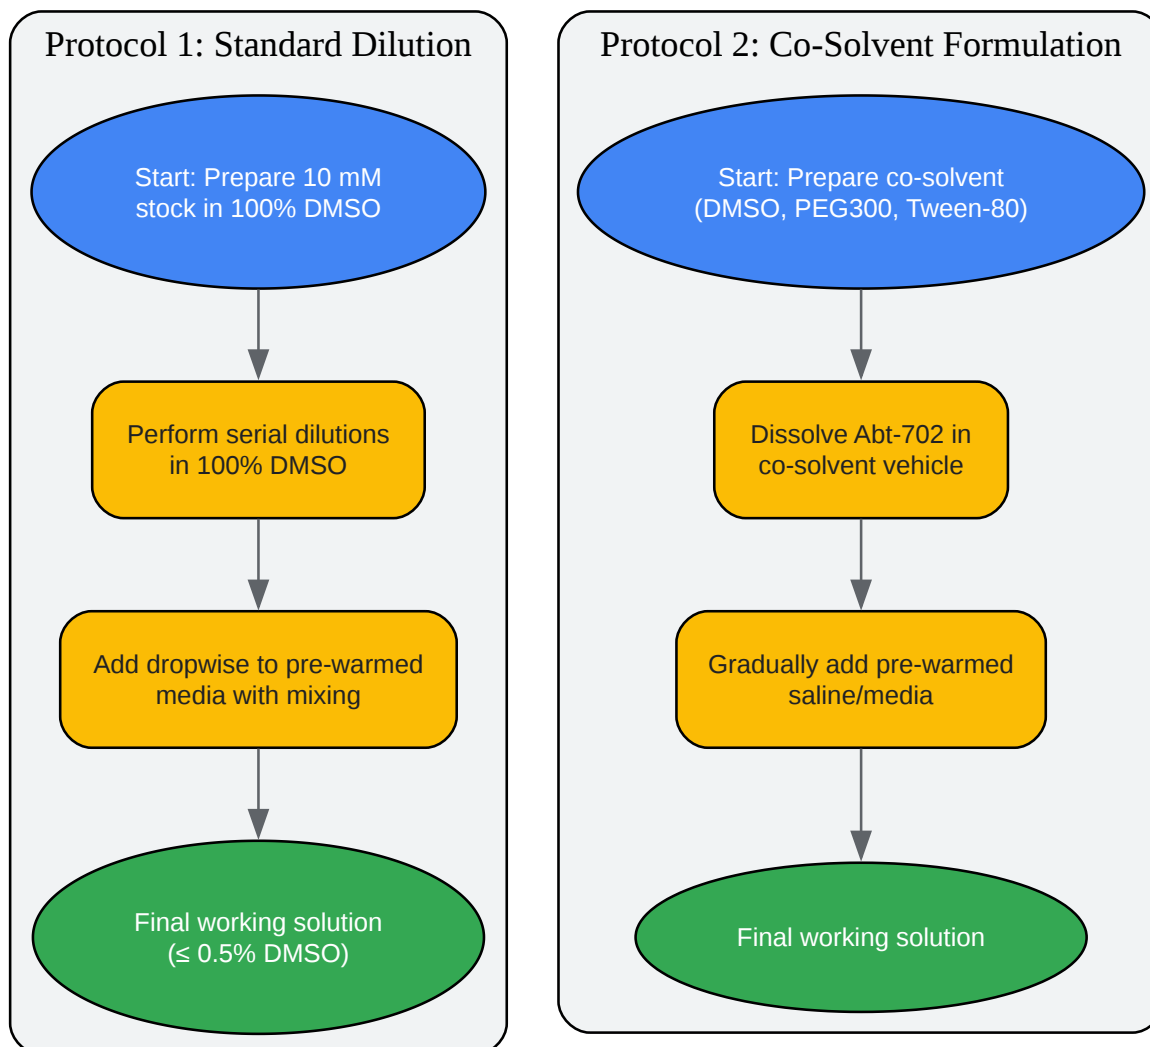 Protocol 1: Standard Dilution
Start: Prepare 10 mM
stock in 100% DMSO
Perform serial dilutions
in 100% DMSO
Add dropwise to pre-warmed
media with mixing
Final working solution
(≤ 0.5% DMSO)
Protocol 2: Co-Solvent Formulation
Start: Prepare co-solvent
(DMSO, PEG300, Tween-80)
Dissolve Abt-702 in
co-solvent vehicle
Gradually add pre-warmed
saline/media
Final working solution